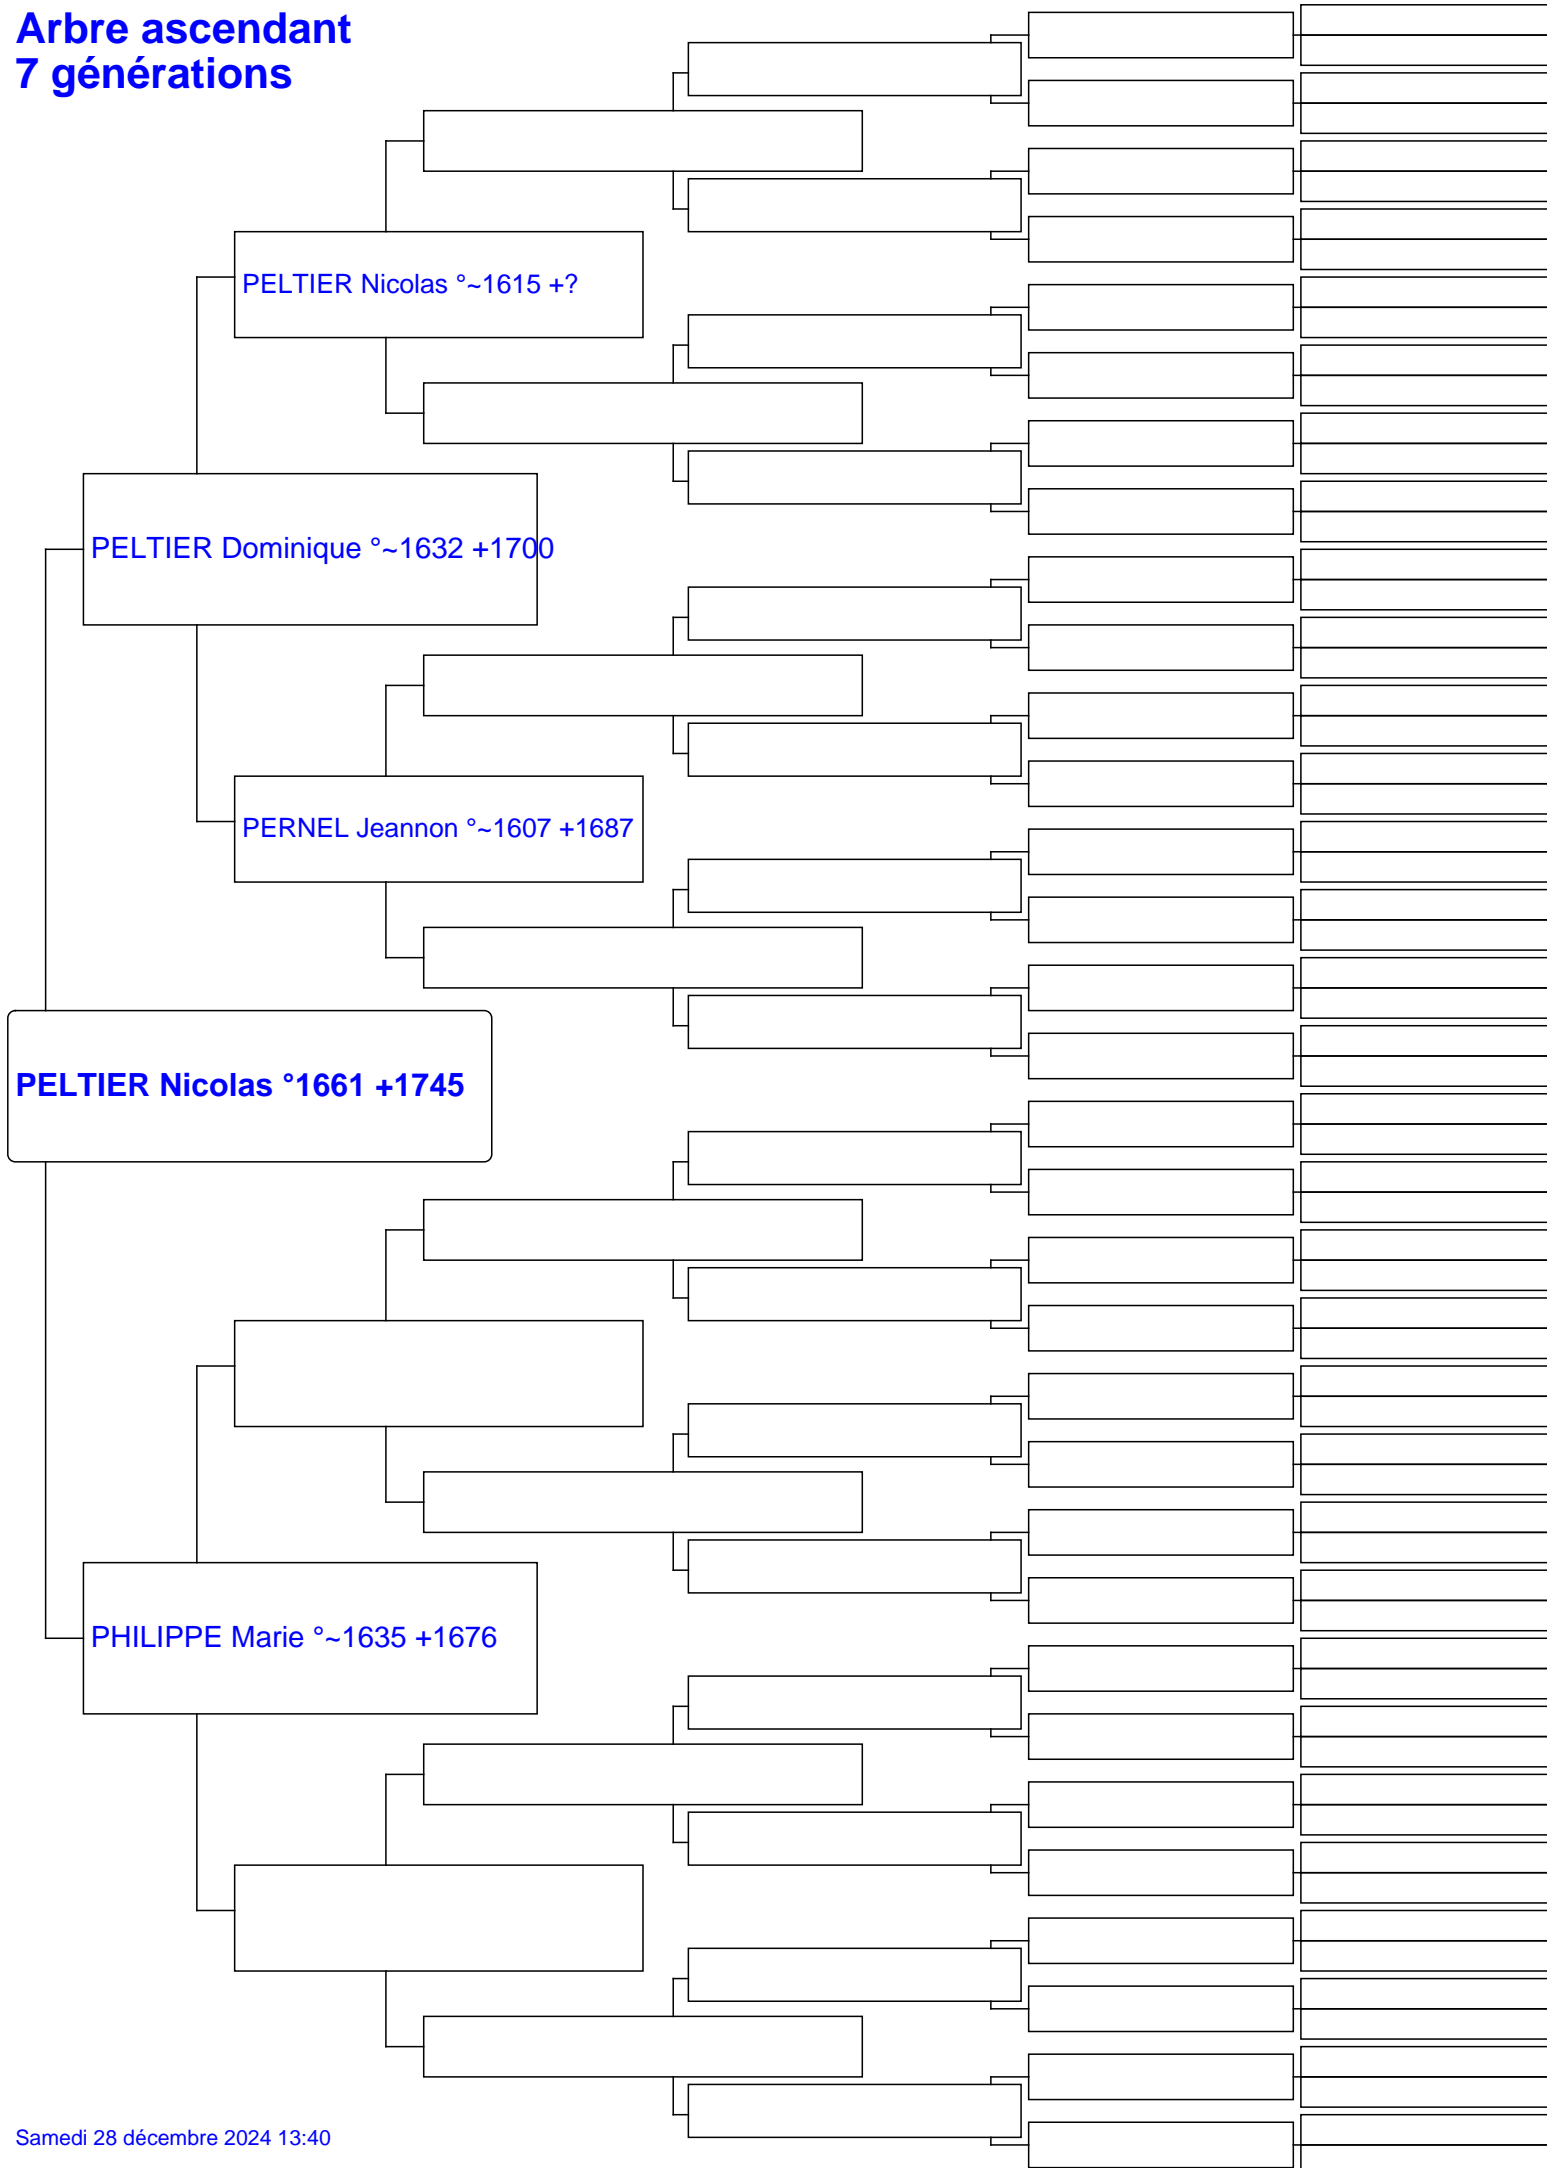 Arbre ascendant
7 générations
PELTIER Nicolas °~1615 +?
PELTIER Dominique °~1632 +1700
PERNEL Jeannon °~1607 +1687
PELTIER Nicolas °1661 +1745
PHILIPPE Marie °~1635 +1676
Samedi 28 décembre 2024 13:40